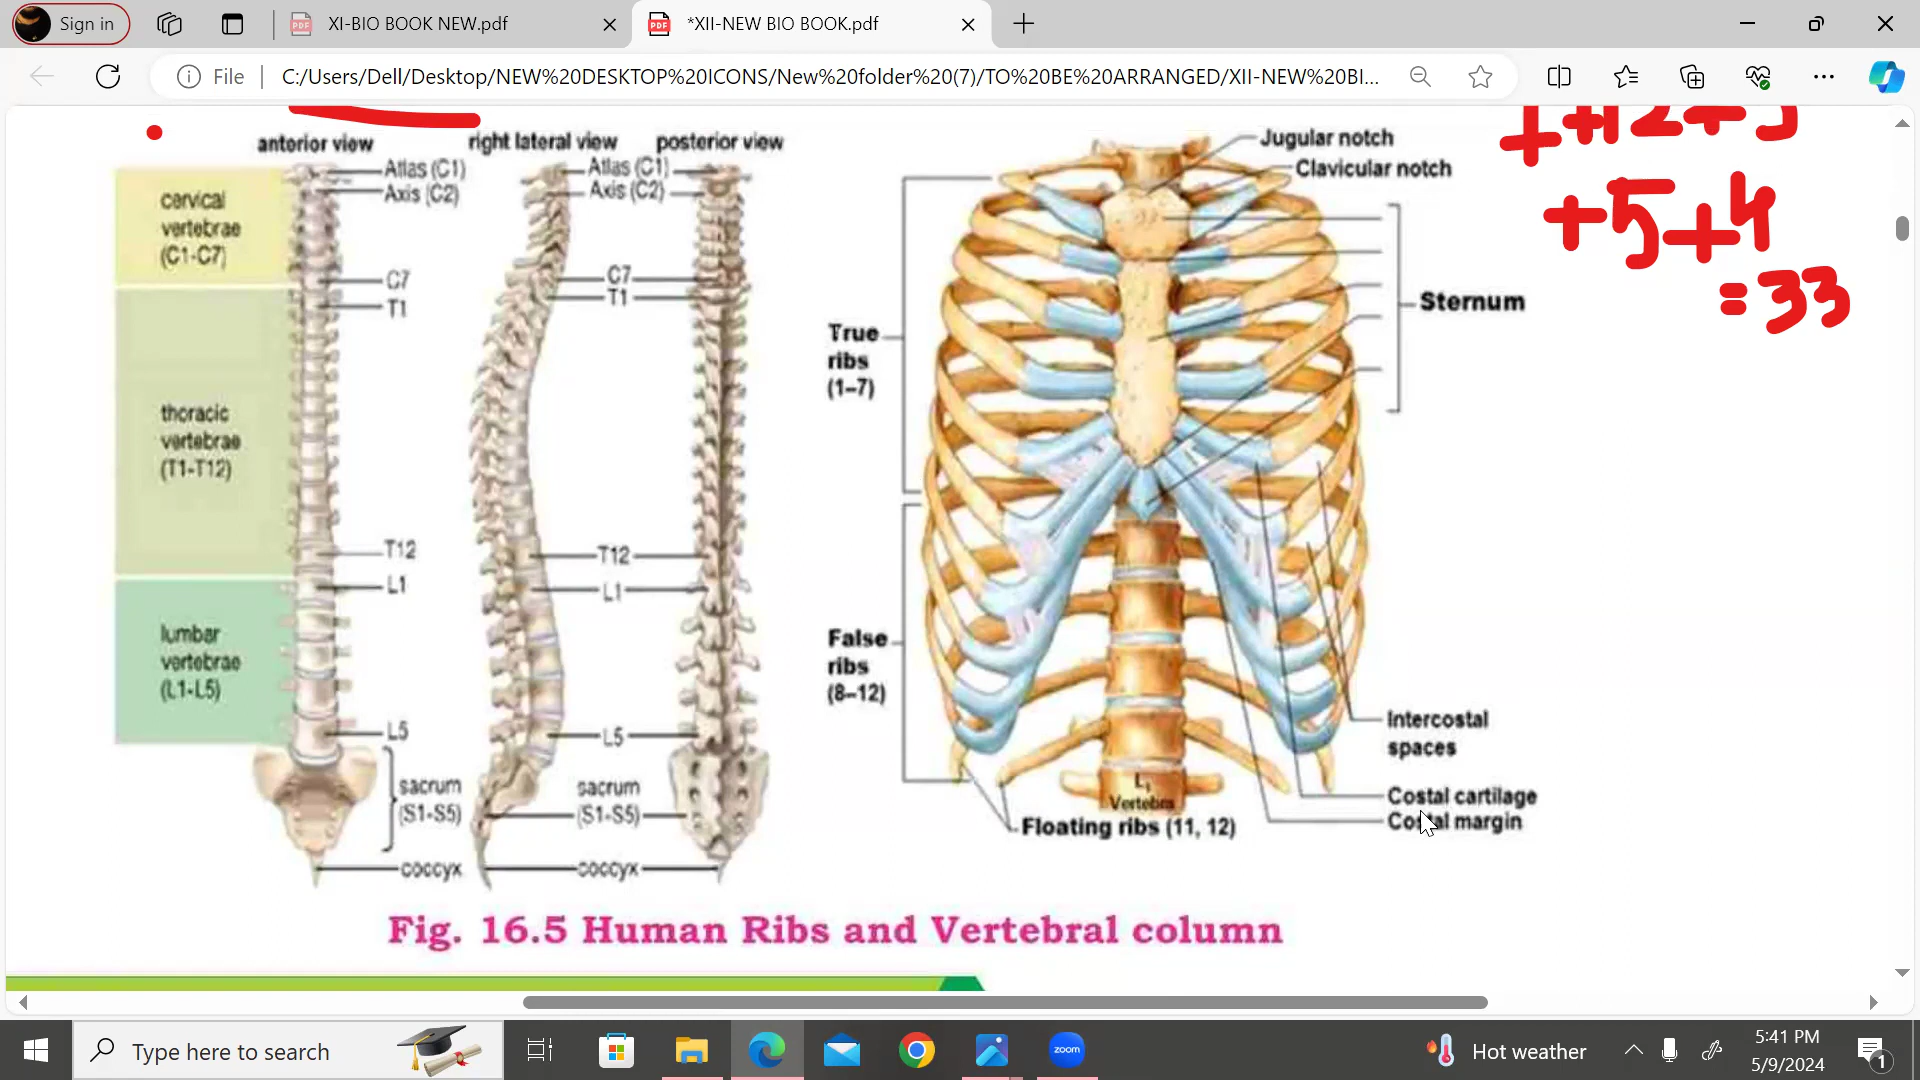 Sign in
XI-BIO BOOK NEW.pdf
*XII-NEW BIO BOOK.pdf
File
C:/Users/Dell/Desktop/NEW%20DESKTOP%20ICONS/New%20folder%20(7)/TO%20BE%20ARRANGED/XII-NEW%20BI...
anterior view
right lateral view
posterior view
Atlas (C1)
Axis (C2)
Atlas (C1)
Axis (C2)
cervical
vertebrae
(C1-C7)
C7
T1
C7
T1
thoracic
vertebrae
(T1-T12)
T12
L1
T12
L1
lumbar
vertebrae
(L1-L5)
L5
L5
sacrum
(S1-S5)
sacrum
(S1-S5)
coccyx
coccyx
Jugular notch
Clavicular notch
Sternum
True
ribs
(1–7)
False
ribs
(8–12)
Intercostal
spaces
Costal cartilage
Costal margin
L1
Vertebra
Floating ribs (11, 12)
+5+4
=33
Fig. 16.5 Human Ribs and Vertebral column
Type here to search
zoom
Hot weather
5:41 PM
5/9/2024
1